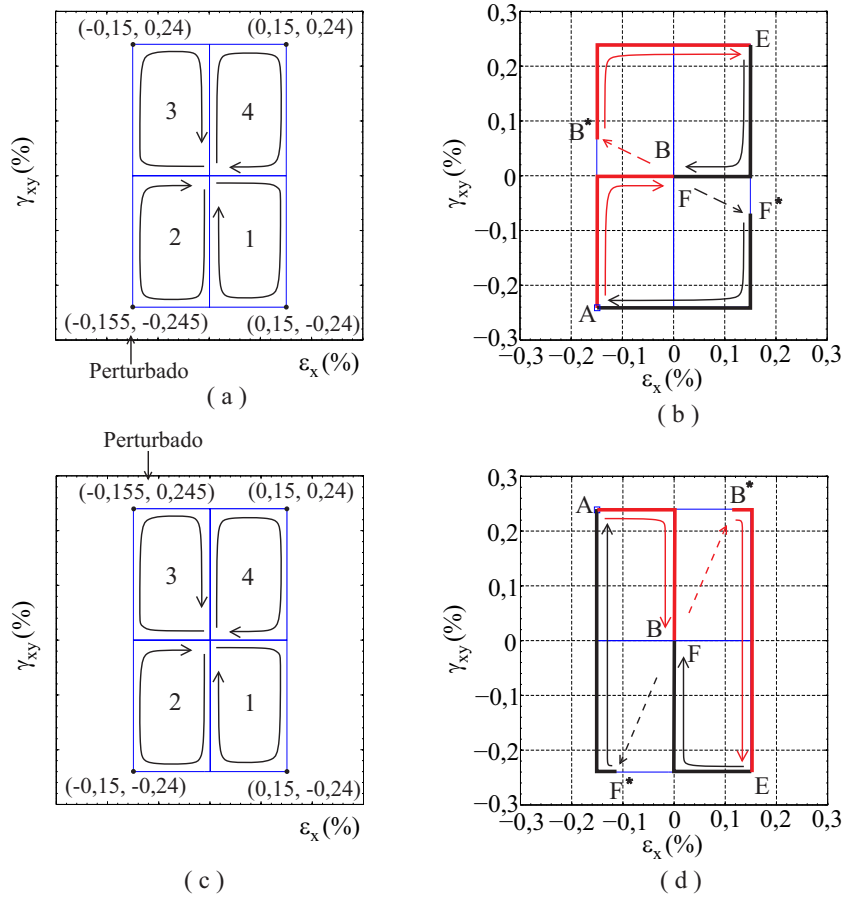 (-0,15, 0,24) (0,15, 0,24)
3 4
2 1
γxy(%)
(-0,155, -0,245) (0,15, -0,24)
Perturbado
εx(%)
( a )
0,3
0,2
0,1
0
−0,1
−0,2
−0,3
γxy(%)
E
B*
B
F
F*
A
−0,3 −0,1 0 0,1 0,2 0,3
εx(%)
( b )
Perturbado
(-0,155, 0,245) (0,15, 0,24)
3 4
2 1
γxy(%)
(-0,15, -0,24) (0,15, -0,24)
εx(%)
( c )
0,3
0,2
0,1
0
−0,1
−0,2
−0,3
γxy(%)
A
B*
B
F
F*
E
−0,3 −0,1 0 0,1 0,2 0,3
εx(%)
( d )